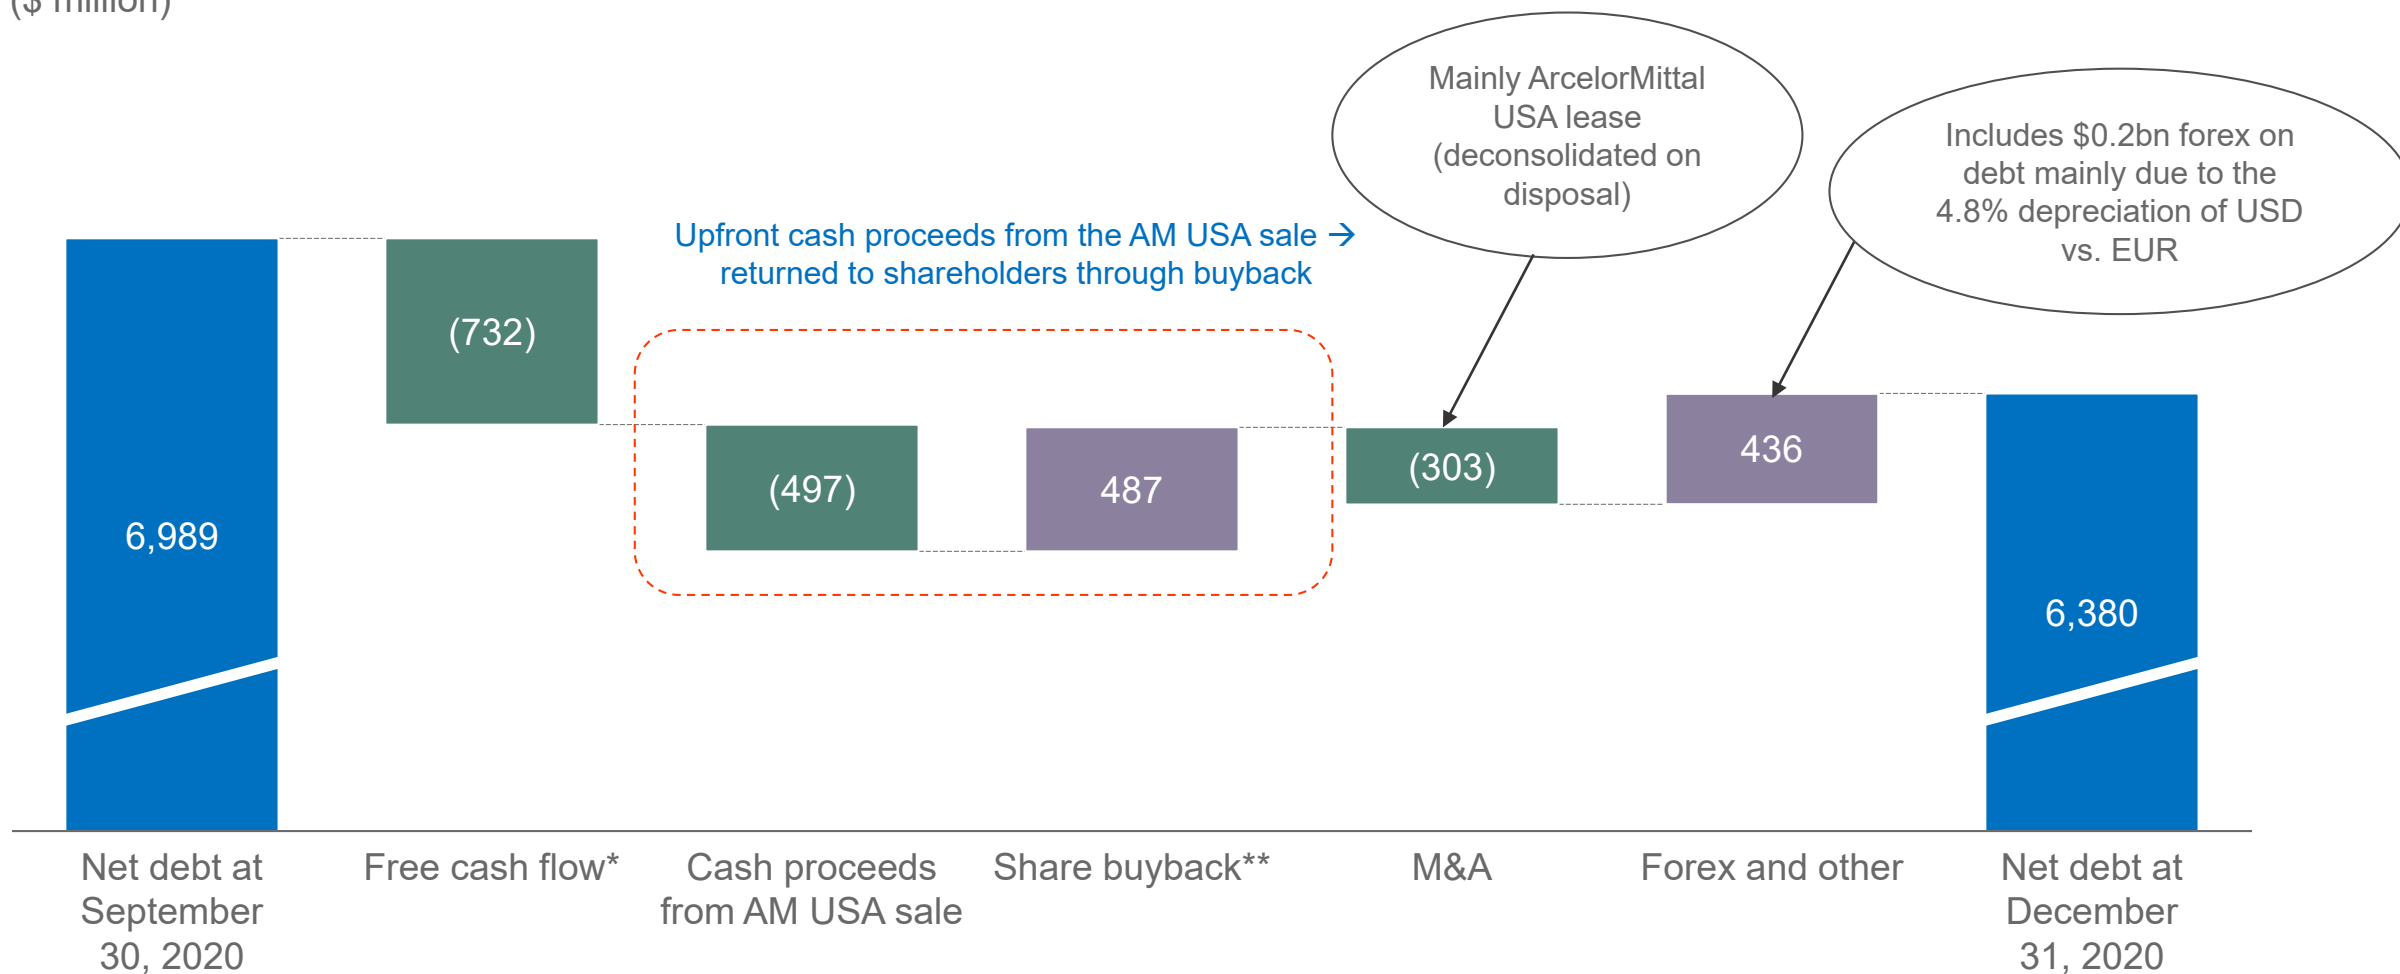 ($ million)
Mainly ArcelorMittal
USA lease
(deconsolidated on
disposal)
Includes $0.2bn forex on
debt mainly due to the
4.8% depreciation of USD
vs. EUR
Upfront cash proceeds from the AM USA sale →
returned to shareholders through buyback
6,989
(732)
(497)
487
(303)
436
6,380
Net debt at
September
30, 2020
Free cash flow*
Cash proceeds
from AM USA sale
Share buyback**
M&A
Forex and other
Net debt at
December
31, 2020